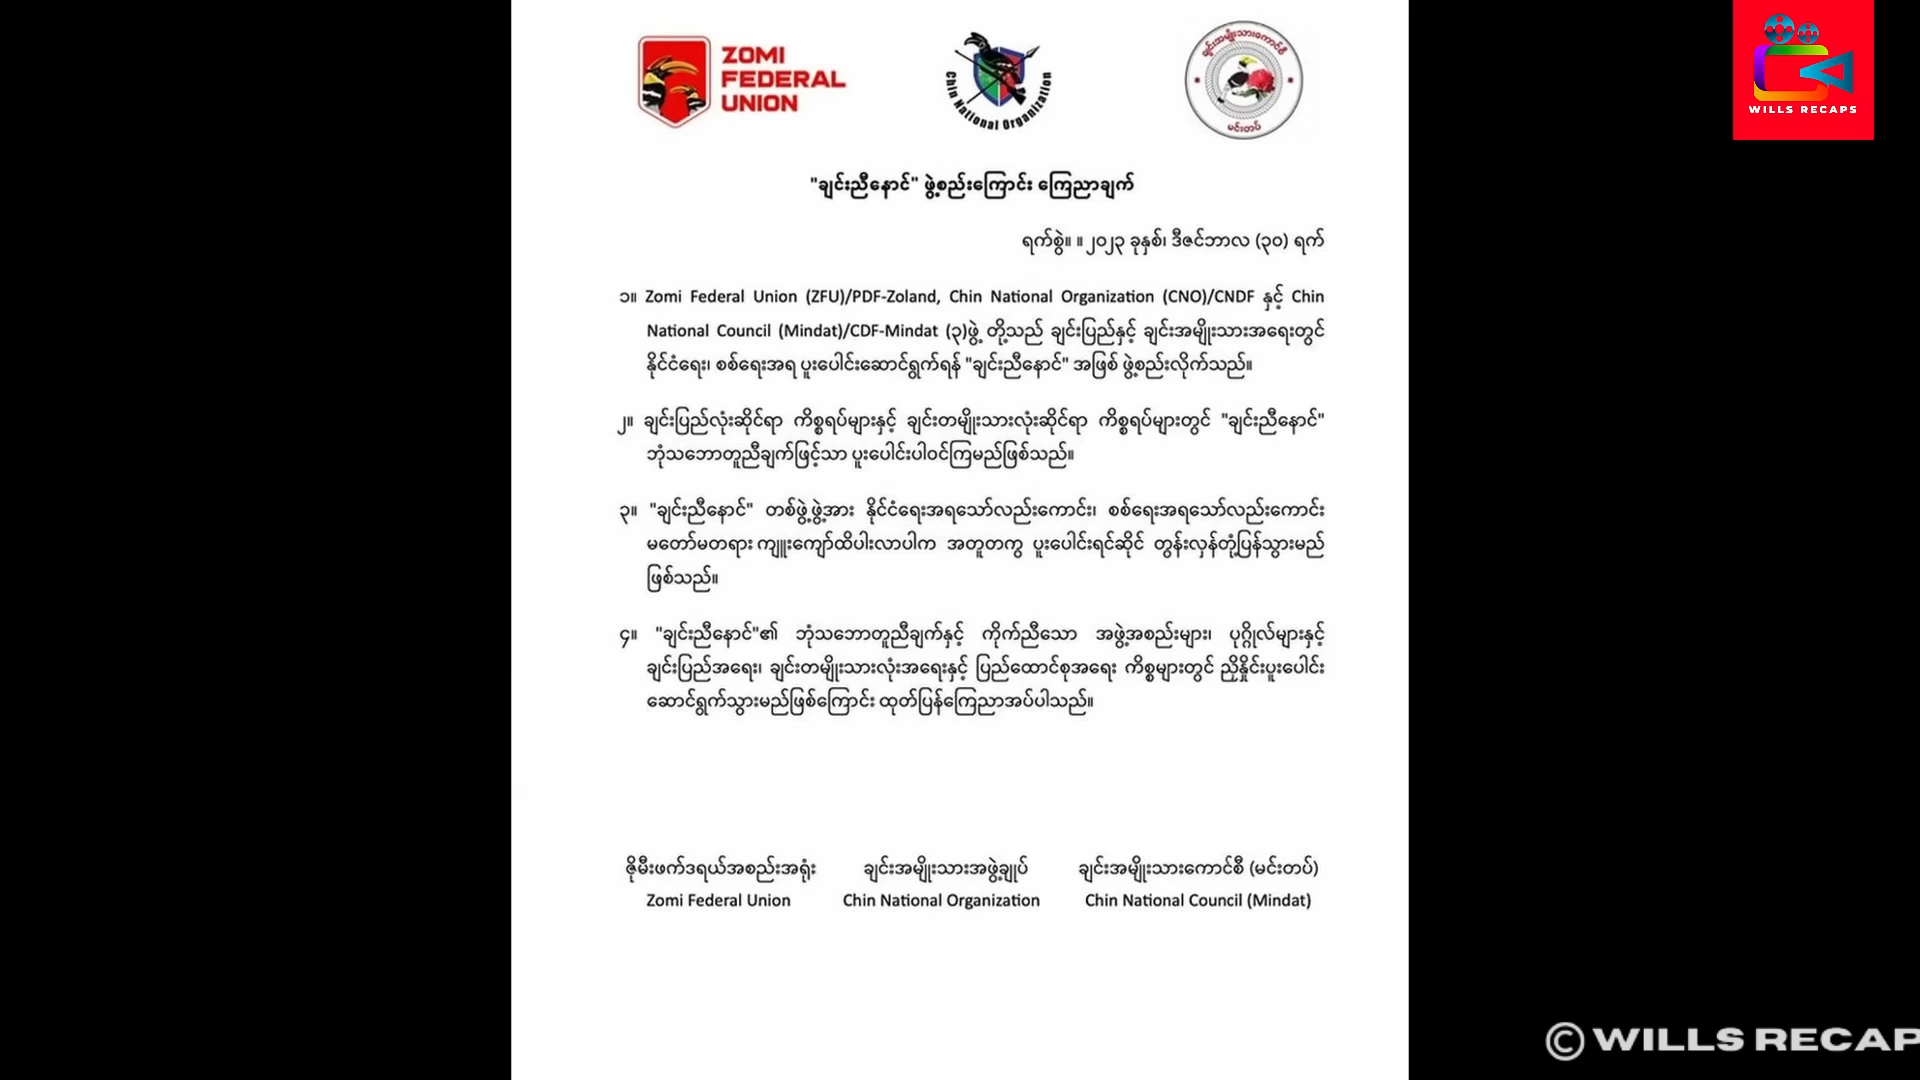 ZOMI
FEDERAL
UNION
Chin National Organization
ချင်းအမျိုးသားကောင်စီ
မင်းတပ်
WILLS RECAPS
"ချင်းညီနောင်" ဖွဲ့စည်းကြောင်း ကြေညာချက်
ရက်စွဲ။ ။၂၀၂၃ ခုနှစ်၊ ဒီဇင်ဘာလ (၃၀) ရက်
၁။ Zomi Federal Union (ZFU)/PDF-Zoland, Chin National Organization (CNO)/CNDF နှင့် Chin
National Council (Mindat)/CDF-Mindat (၃)ဖွဲ့ တို့သည် ချင်းပြည်နှင့် ချင်းအမျိုးသားအရေးတွင်
နိုင်ငံရေး၊ စစ်ရေးအရ ပူးပေါင်းဆောင်ရွက်ရန် "ချင်းညီနောင်" အဖြစ် ဖွဲ့စည်းလိုက်သည်။
၂။ ချင်းပြည်လုံးဆိုင်ရာ ကိစ္စရပ်များနှင့် ချင်းတမျိုးသားလုံးဆိုင်ရာ ကိစ္စရပ်များတွင် "ချင်းညီနောင်"
ဘုံသဘောတူညီချက်ဖြင့်သာ ပူးပေါင်းပါဝင်ကြမည်ဖြစ်သည်။
၃။ "ချင်းညီနောင်" တစ်ဖွဲ့ဖွဲ့အား နိုင်ငံရေးအရသော်လည်းကောင်း၊ စစ်ရေးအရသော်လည်းကောင်း
မတော်မတရား ကျူးကျော်ထိပါးလာပါက အတူတကွ ပူးပေါင်းရင်ဆိုင် တွန်းလှန်တုံ့ပြန်သွားမည်
ဖြစ်သည်။
၄။ "ချင်းညီနောင်"၏ ဘုံသဘောတူညီချက်နှင့် ကိုက်ညီသော အဖွဲ့အစည်းများ၊ ပုဂ္ဂိုလ်များနှင့်
ချင်းပြည်အရေး၊ ချင်းတမျိုးသားလုံးအရေးနှင့် ပြည်ထောင်စုအရေး ကိစ္စများတွင် ညှိနှိုင်းပူးပေါင်း
ဆောင်ရွက်သွားမည်ဖြစ်ကြောင်း ထုတ်ပြန်ကြေညာအပ်ပါသည်။
ဇိုမီးဖက်ဒရယ်အစည်းအရုံး ချင်းအမျိုးသားအဖွဲ့ချုပ် ချင်းအမျိုးသားကောင်စီ (မင်းတပ်)
Zomi Federal Union Chin National Organization Chin National Council (Mindat)
© WILLS RECAP